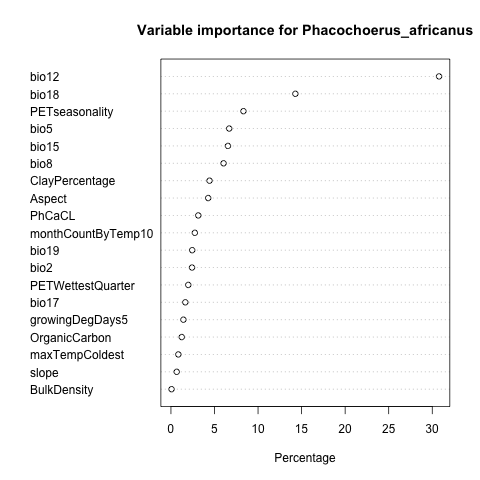 Variable importance for Phacochoerus_africanus
bio12
bio18
PETseasonality
bio5
bio15
bio8
ClayPercentage
Aspect
PhCaCL
monthCountByTemp10
bio19
bio2
PETWettestQuarter
bio17
growingDegDays5
OrganicCarbon
maxTempColdest
slope
BulkDensity
0 5 10 15 20 25 30
Percentage